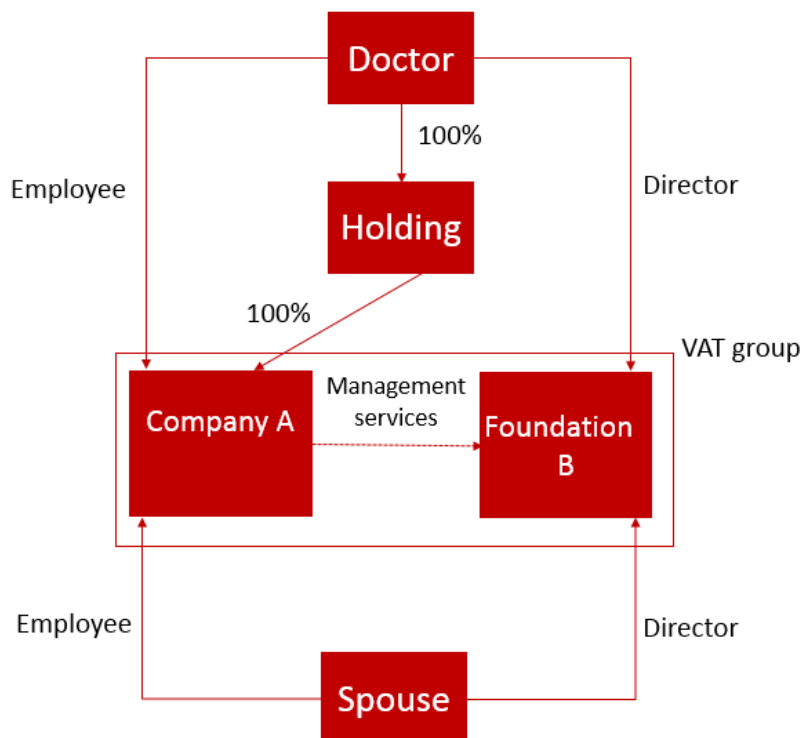 Doctor
100%
Employee
Director
Holding
100%
VAT group
Management
services
Company A
Foundation
B
Employee
Director
Spouse